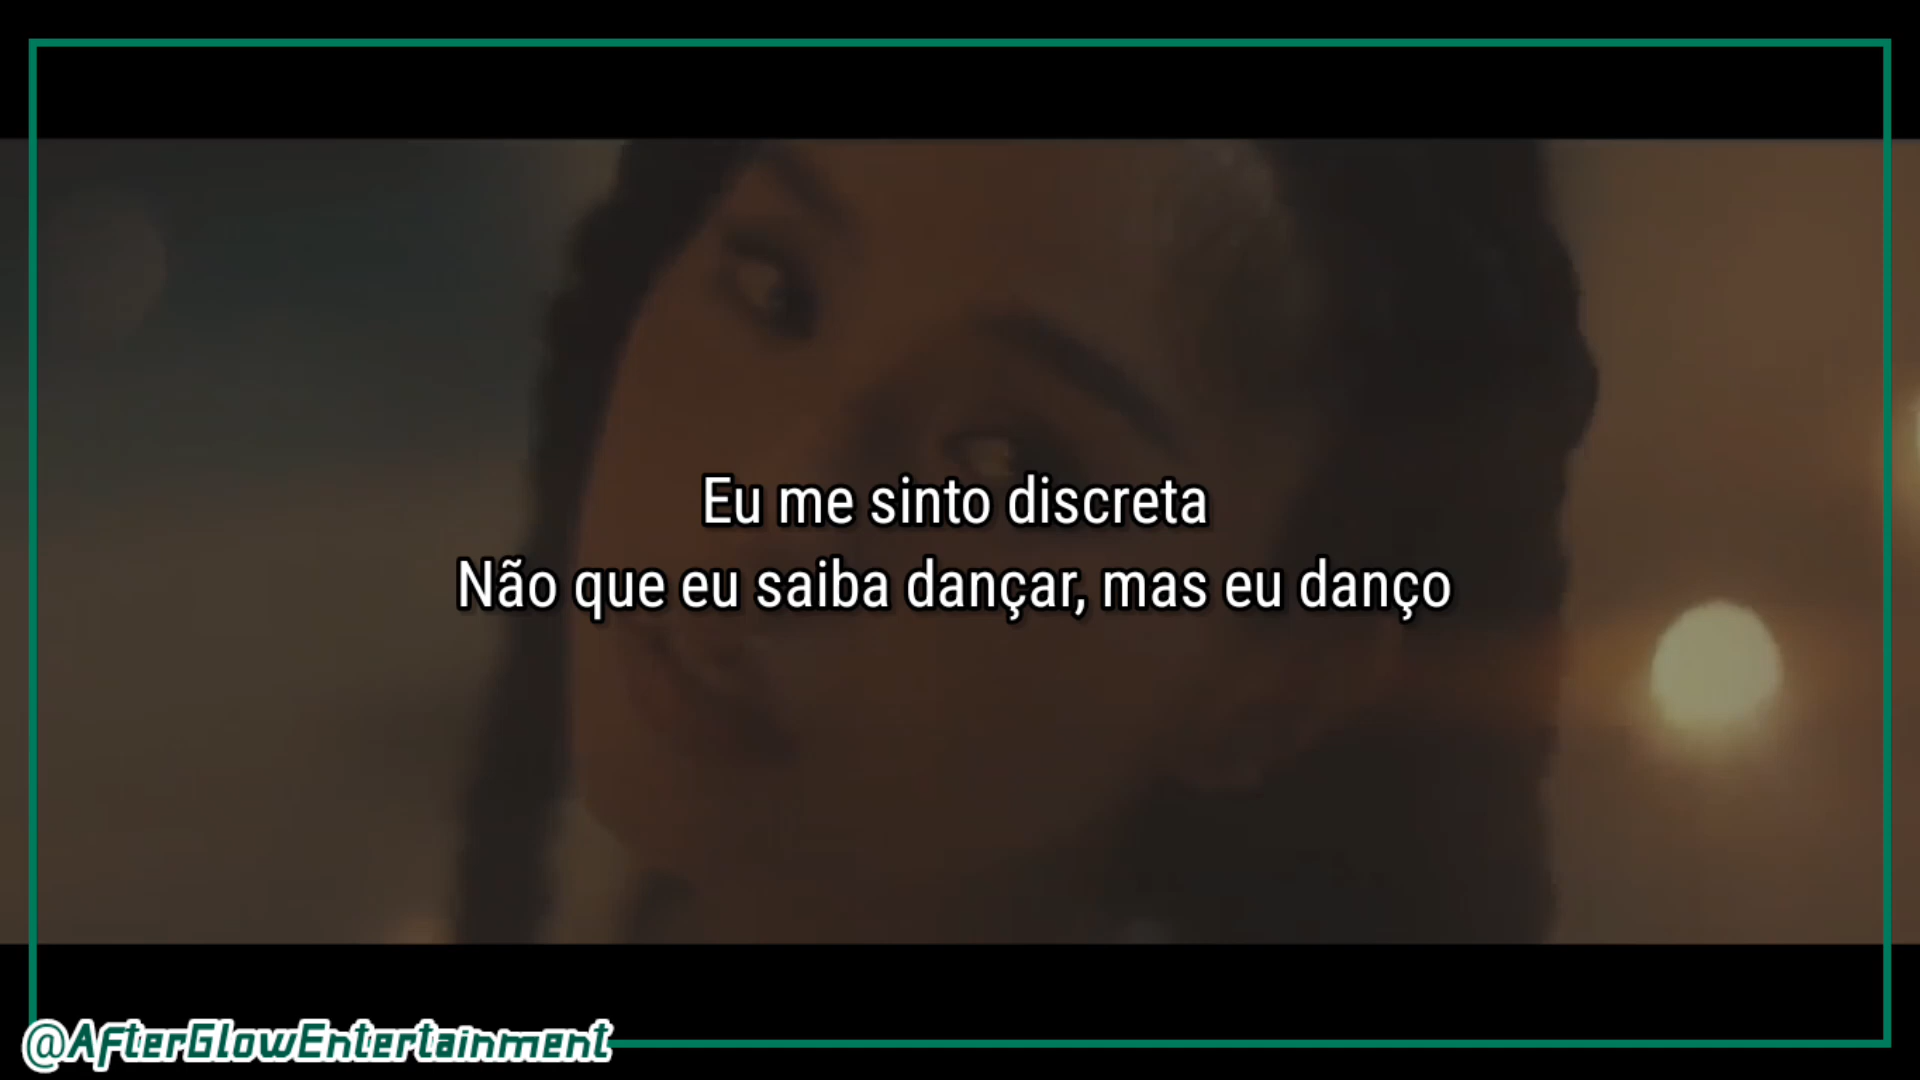 Eu me sinto discreta
Não que eu saiba dançar, mas eu danço
@AfterGlowEntertainment